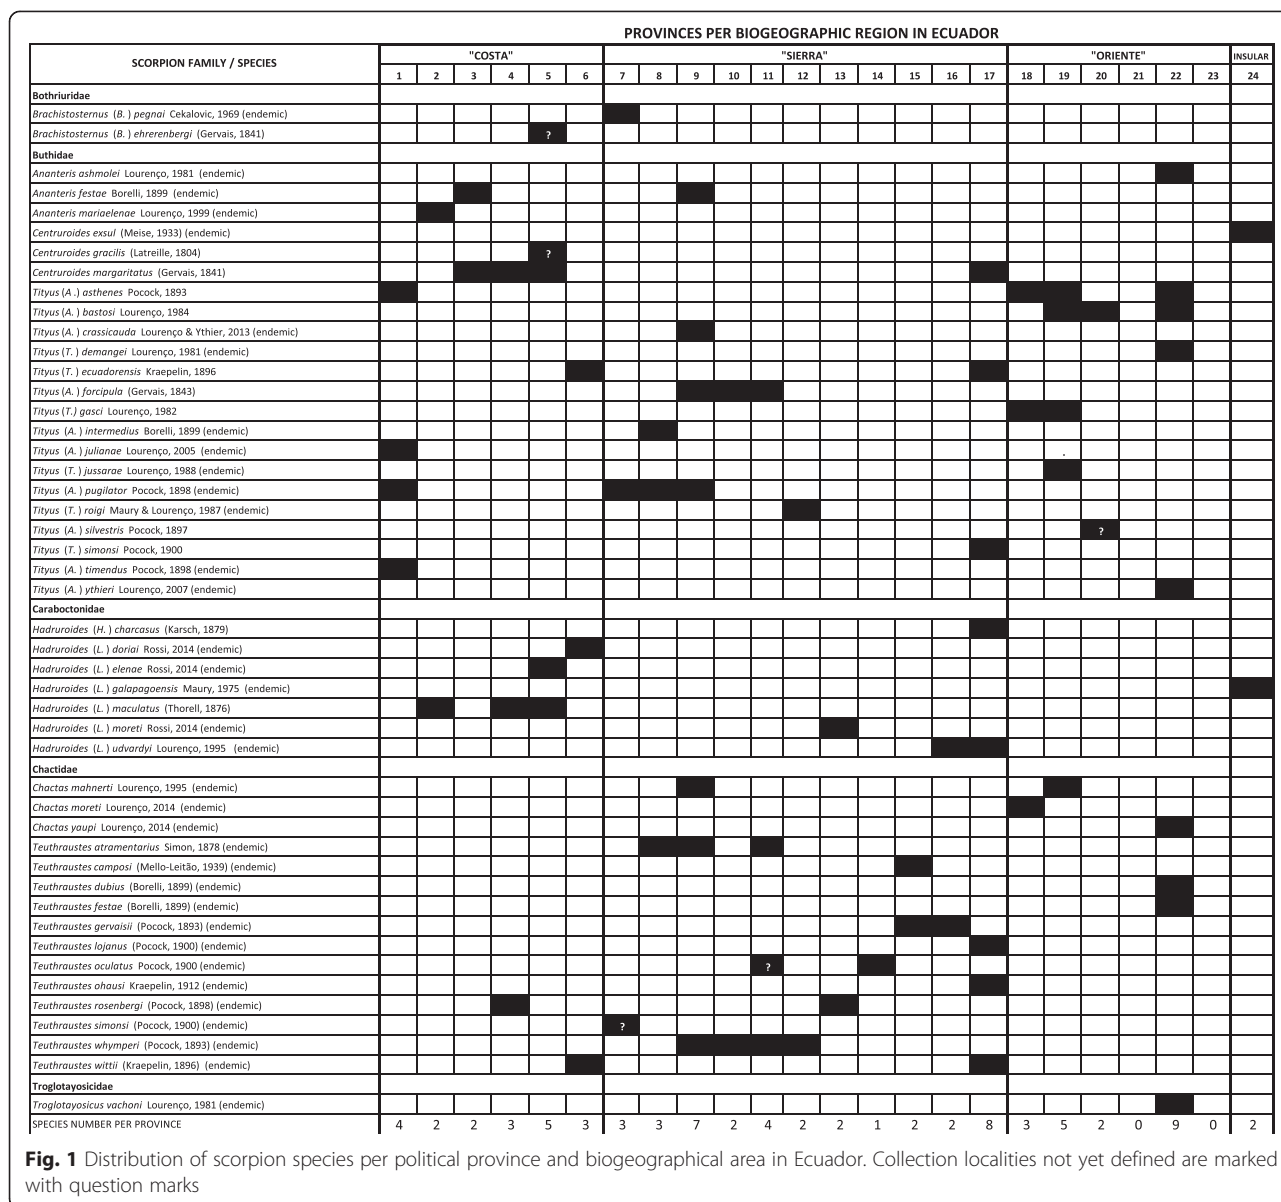 PROVINCES PER BIOGEOGRAPHIC REGION IN ECUADOR
SCORPION FAMILY / SPECIES "COSTA" "SIERRA" "ORIENTE" INSULAR
1 2 3 4 5 6 7 8 9 10 11 12 13 14 15 16 17 18 19 20 21 22 23 24
Bothriuridae
Brachistosternus (B.) pegnai Cekalovic, 1969 (endemic)
Brachistosternus (B.) ehrerenbergi (Gervais, 1841) ?
Buthidae
Ananteris ashmolei Lourenço, 1981 (endemic)
Ananteris festae Borelli, 1899 (endemic)
Ananteris mariaelenae Lourenço, 1999 (endemic)
Centruroides exsul (Meise, 1933) (endemic)
Centruroides gracilis (Latreille, 1804) ?
Centruroides margaritatus (Gervais, 1841)
Tityus (A.) asthenes Pocock, 1893
Tityus (A.) bastosi Lourenço, 1984
Tityus (A.) crassicauda Lourenço & Ythier, 2013 (endemic)
Tityus (T.) demangei Lourenço, 1981 (endemic)
Tityus (T.) ecuadorensis Kraepelin, 1896
Tityus (A.) forcipula (Gervais, 1843)
Tityus (T.) gasci Lourenço, 1982
Tityus (A.) intermedius Borelli, 1899 (endemic)
Tityus (A.) julianae Lourenço, 2005 (endemic)
Tityus (T.) jussarae Lourenço, 1988 (endemic)
Tityus (A.) pugilator Pocock, 1898 (endemic)
Tityus (T.) roigi Maury & Lourenço, 1987 (endemic)
Tityus (A.) silvestris Pocock, 1897 ?
Tityus (T.) simonsi Pocock, 1900
Tityus (A.) timendus Pocock, 1898 (endemic)
Tityus (A.) ythieri Lourenço, 2007 (endemic)
Caraboctonidae
Hadruroides (H.) charcasus (Karsch, 1879)
Hadruroides (L.) doriai Rossi, 2014 (endemic)
Hadruroides (L.) elenae Rossi, 2014 (endemic)
Hadruroides (L.) galapagoensis Maury, 1975 (endemic)
Hadruroides (L.) maculatus (Thorell, 1876)
Hadruroides (L.) moreti Rossi, 2014 (endemic)
Hadruroides (L.) udvardyi Lourenço, 1995 (endemic)
Chactidae
Chactas mahnerti Lourenço, 1995 (endemic)
Chactas moreti Lourenço, 2014 (endemic)
Chactas yaupi Lourenço, 2014 (endemic)
Teuthraustes atramentarius Simon, 1878 (endemic)
Teuthraustes camposi (Mello-Leitão, 1939) (endemic)
Teuthraustes dubius (Borelli, 1899) (endemic)
Teuthraustes festae (Borelli, 1899) (endemic)
Teuthraustes gervaisii (Pocock, 1893) (endemic)
Teuthraustes lojanus (Pocock, 1900) (endemic)
Teuthraustes oculatus Pocock, 1900 (endemic) ?
Teuthraustes ohausi Kraepelin, 1912 (endemic)
Teuthraustes rosenbergi (Pocock, 1898) (endemic)
Teuthraustes simonsi (Pocock, 1900) (endemic) ?
Teuthraustes whymperi (Pocock, 1893) (endemic)
Teuthraustes wittii (Kraepelin, 1896) (endemic)
Troglotayosicidae
Troglotayosicus vachoni Lourenço, 1981 (endemic)
SPECIES NUMBER PER PROVINCE 4 2 2 3 5 3 3 3 7 2 4 2 2 1 2 2 8 3 5 2 0 9 0 2
Fig. 1 Distribution of scorpion species per political province and biogeographical area in Ecuador. Collection localities not yet defined are marked
with question marks